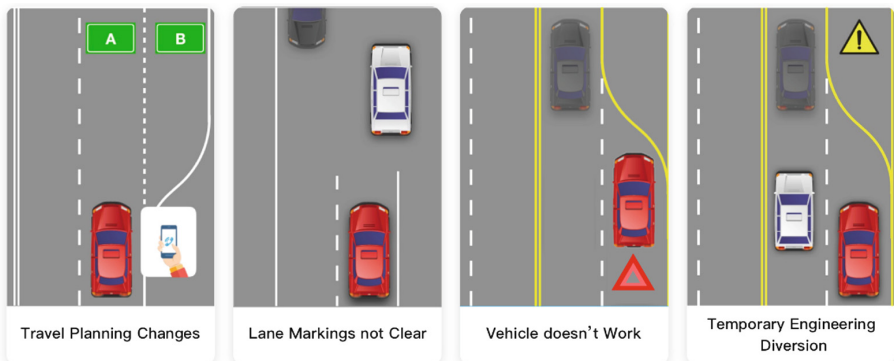 A
B
Travel Planning Changes
Lane Markings not Clear
Vehicle doesn't Work
Temporary Engineering
Diversion